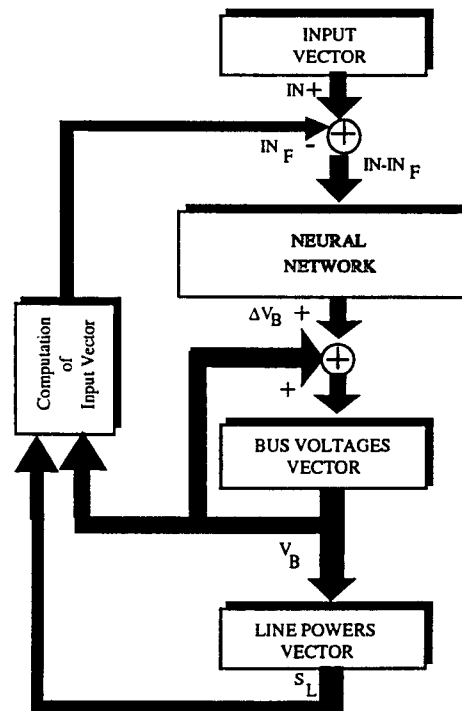 INPUT
VECTOR
IN+
IN F -
IN-IN F
NEURAL
NETWORK
ΔV B +
+
Computation
of
Input Vector
BUS VOLTAGES
VECTOR
V B
LINE POWERS
VECTOR
S L